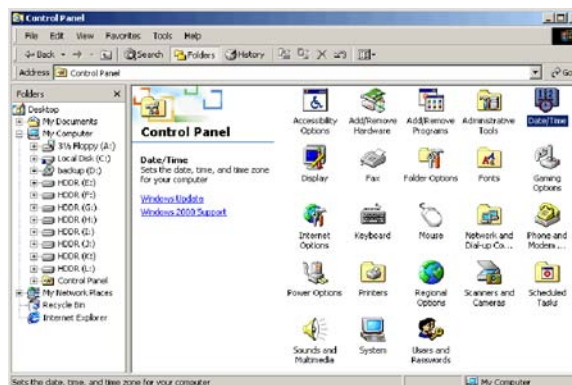 Control Panel
File Edit View Favorites Tools Help
Back Search Folders History
Address Control Panel Go
Folders
Desktop
My Documents
My Computer
3½ Floppy (A:)
Local Disk (C:)
backup (D:)
HDDR (E:)
HDDR (F:)
HDDR (G:)
HDDR (H:)
HDDR (I:)
HDDR (J:)
HDDR (K:)
HDDR (L:)
Control Panel
My Network Places
Recycle Bin
Internet Explorer
Control Panel
Date/Time
Sets the date, time, and time zone
for your computer
Windows Update
Windows 2000 Support
Accessibility Options
Add/Remove Hardware
Add/Remove Programs
Administrative Tools
Date/Time
Display
Fax
Folder Options
Fonts
Gaming Options
Internet Options
Keyboard
Mouse
Network and Dial-up Co...
Phone and Modem ...
Power Options
Printers
Regional Options
Scanners and Cameras
Scheduled Tasks
Sounds and Multimedia
System
Users and Passwords
Sets the date, time, and time zone for your computer
My Computer